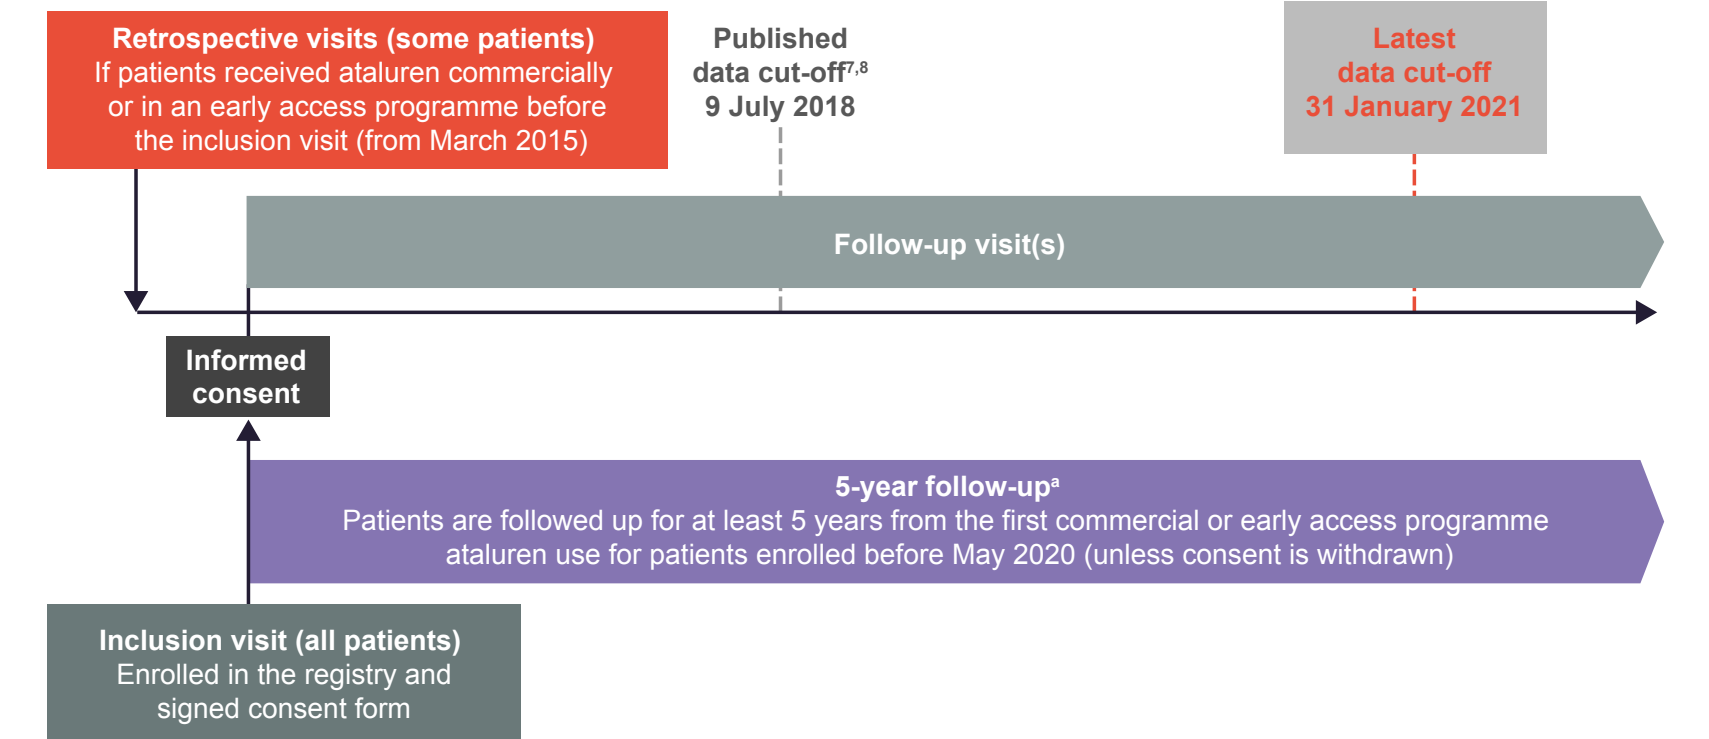 Retrospective visits (some patients)
If patients received ataluren commercially
or in an early access programme before
the inclusion visit (from March 2015)
Published
data cut-off7,8
9 July 2018
Latest
data cut-off
31 January 2021
Follow-up visit(s)
Informed
consent
5-year follow-upa
Patients are followed up for at least 5 years from the first commercial or early access programme
ataluren use for patients enrolled before May 2020 (unless consent is withdrawn)
Inclusion visit (all patients)
Enrolled in the registry and
signed consent form